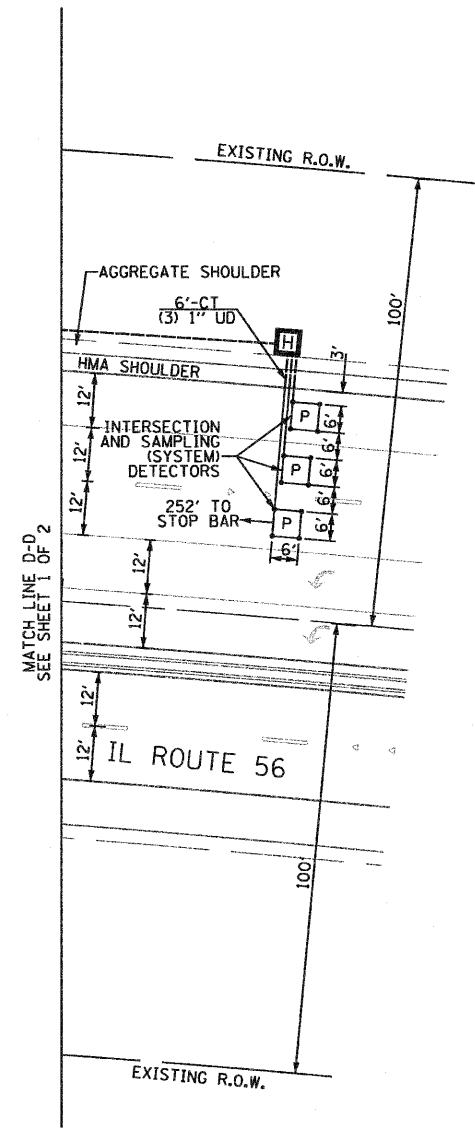 EXISTING R.O.W.
AGGREGATE SHOULDER
6'-CT
(3) 1" UD
H
100'
3'
HMA SHOULDER
12'
P
6'
INTERSECTION
AND SAMPLING
(SYSTEM)
DETECTORS
12'
6'
P
6'
12'
6'
252' TO
STOP BAR
P
6'
6'
12'
12'
MATCH LINE D-D
SEE SHEET 1 OF 2
12'
12'
IL ROUTE 56
100'
EXISTING R.O.W.